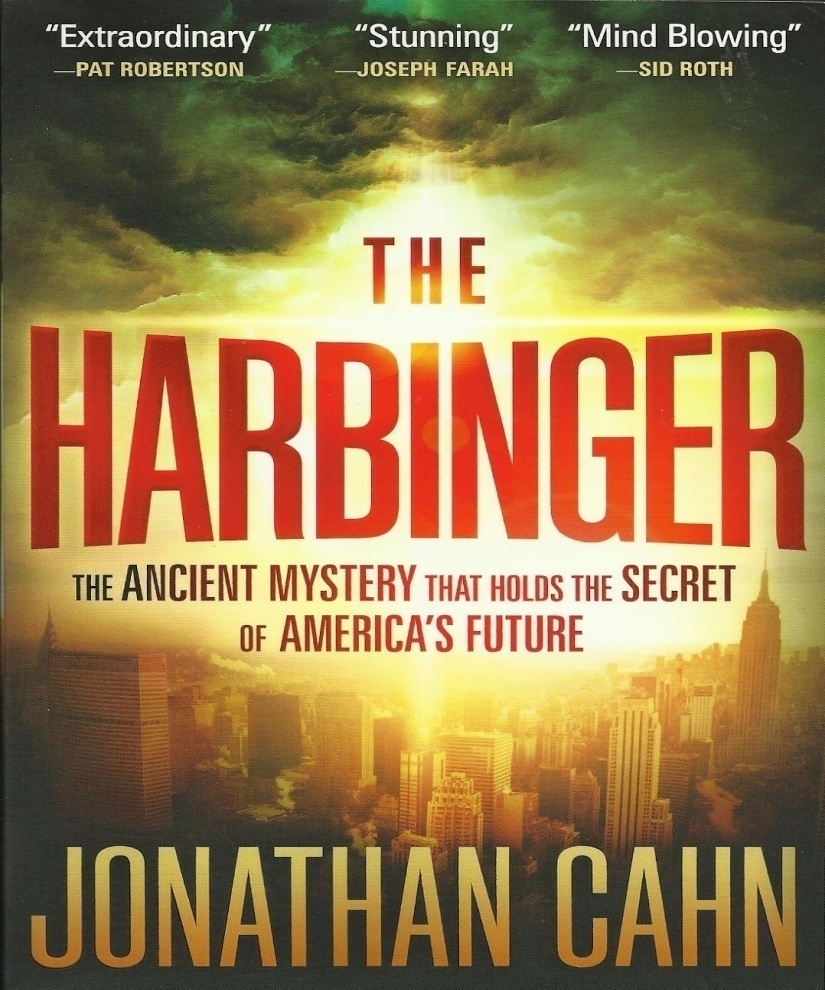 “Extraordinary” “Stunning” “Mind Blowing”
—PAT ROBERTSON —JOSEPH FARAH —SID ROTH
THE
HARBINGER
THE ANCIENT MYSTERY THAT HOLDS THE SECRET
OF AMERICA’S FUTURE
JONATHAN CAHN